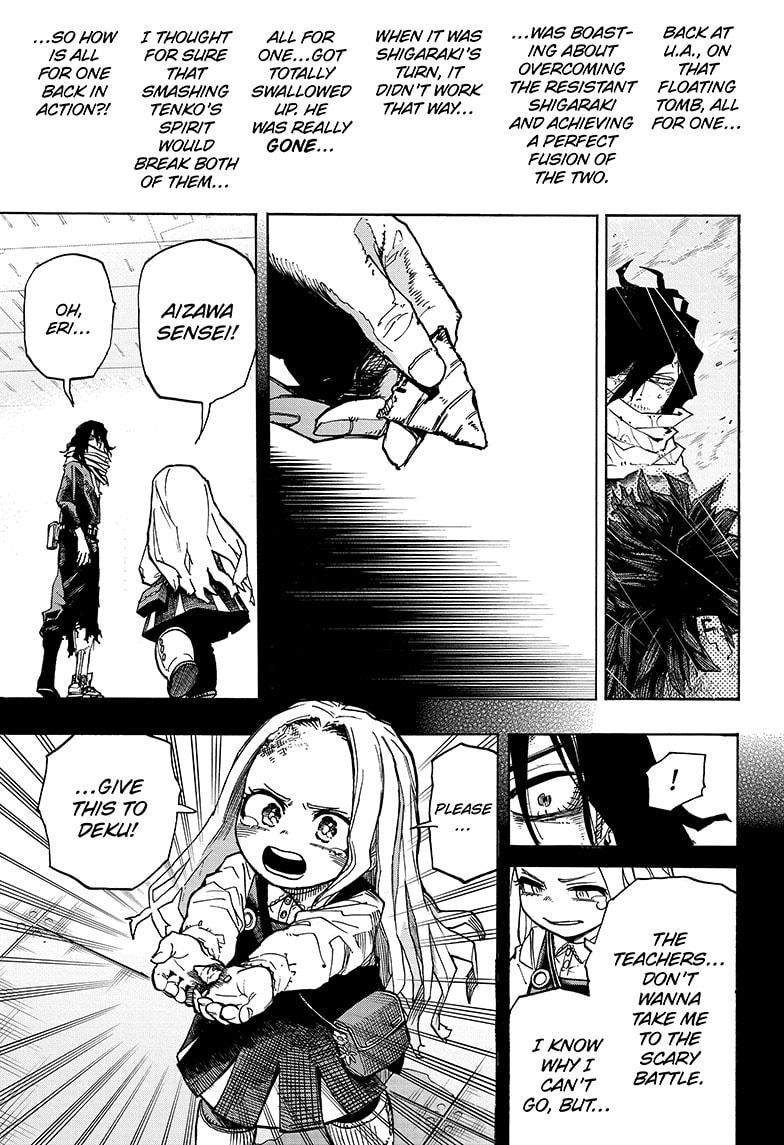 BACK AT
U.A., ON
THAT
FLOATING
TOMB, ALL
FOR ONE...
...WAS BOAST-
ING ABOUT
OVERCOMING
THE RESISTANT
SHIGARAKI
AND ACHIEVING
A PERFECT
FUSION OF
THE TWO.
WHEN IT WAS
SHIGARAKI'S
TURN, IT
DIDN'T WORK
THAT WAY...
ALL FOR
ONE...GOT
TOTALLY
SWALLOWED
UP. HE
WAS REALLY
GONE...
I THOUGHT
FOR SURE
THAT
SMASHING
TENKO'S
SPIRIT
WOULD
BREAK BOTH
OF THEM...
...SO HOW
IS ALL
FOR ONE
BACK IN
ACTION?!
AIZAWA
SENSEI!
OH,
ERI...
!
THE
TEACHERS...
DON'T
WANNA
TAKE ME
TO THE
SCARY
BATTLE.
I KNOW
WHY I
CAN'T
GO, BUT...
PLEASE
...
...GIVE
THIS TO
DEKU!